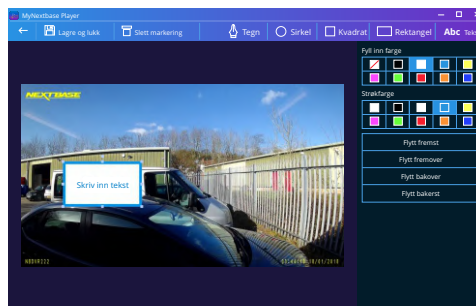 MyNextbase Player
Lagre og lukk
Slett markering
Tegn
Sirkel
Kvadrat
Rektangel
Abc
Fyll inn farge
NEXTBASE
Strøkfarge
Flytt fremst
Flytt fremover
Skriv inn tekst
Flytt bakover
Flytt bakerst